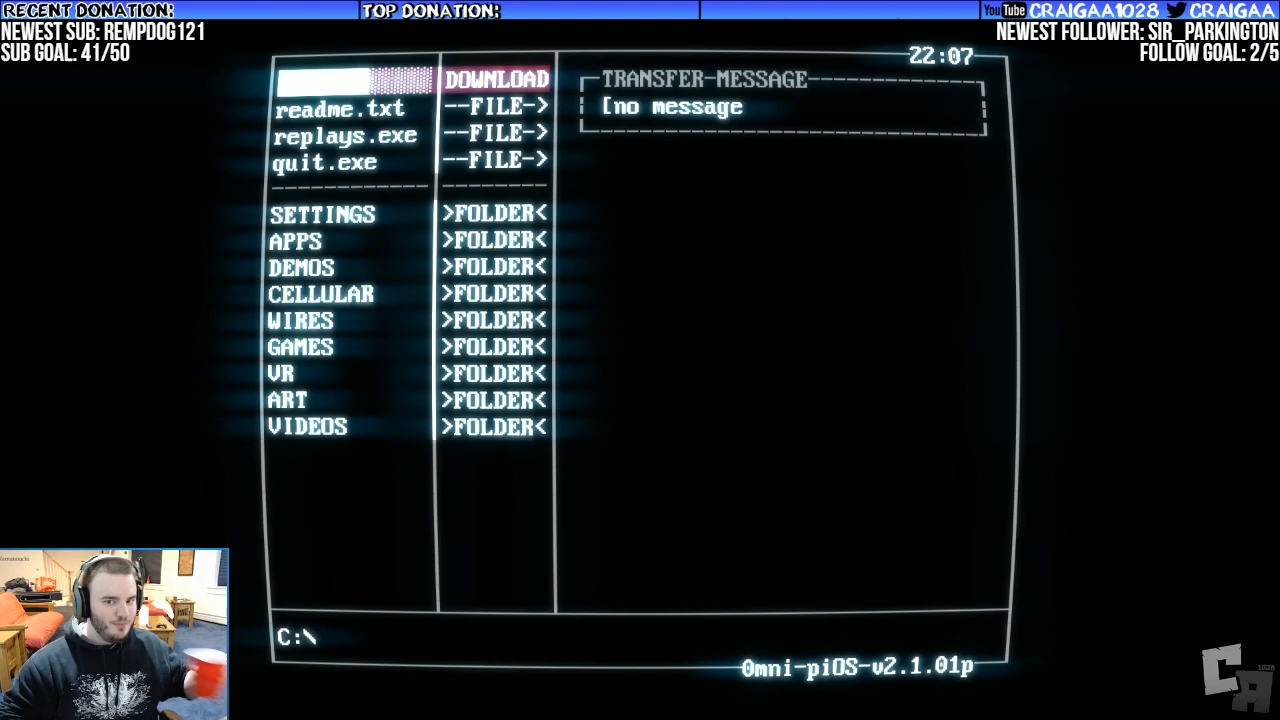 RECENT DONATION:
TOP DONATION:
YouTube CRAIGAA1028 CRAIGAA
NEWEST SUB: REMPDOG121
SUB GOAL: 41/50
NEWEST FOLLOWER: SIR_PARKINGTON
FOLLOW GOAL: 2/5
22:07
DOWNLOAD
readme.txt --FILE->
replays.exe --FILE->
quit.exe --FILE->
SETTINGS >FOLDER<
APPS >FOLDER<
DEMOS >FOLDER<
CELLULAR >FOLDER<
WIRES >FOLDER<
GAMES >FOLDER<
VR >FOLDER<
ART >FOLDER<
VIDEOS >FOLDER<
TRANSFER-MESSAGE
[no message
C:\
Omni-piOS-v2.1.01p
CA 1028